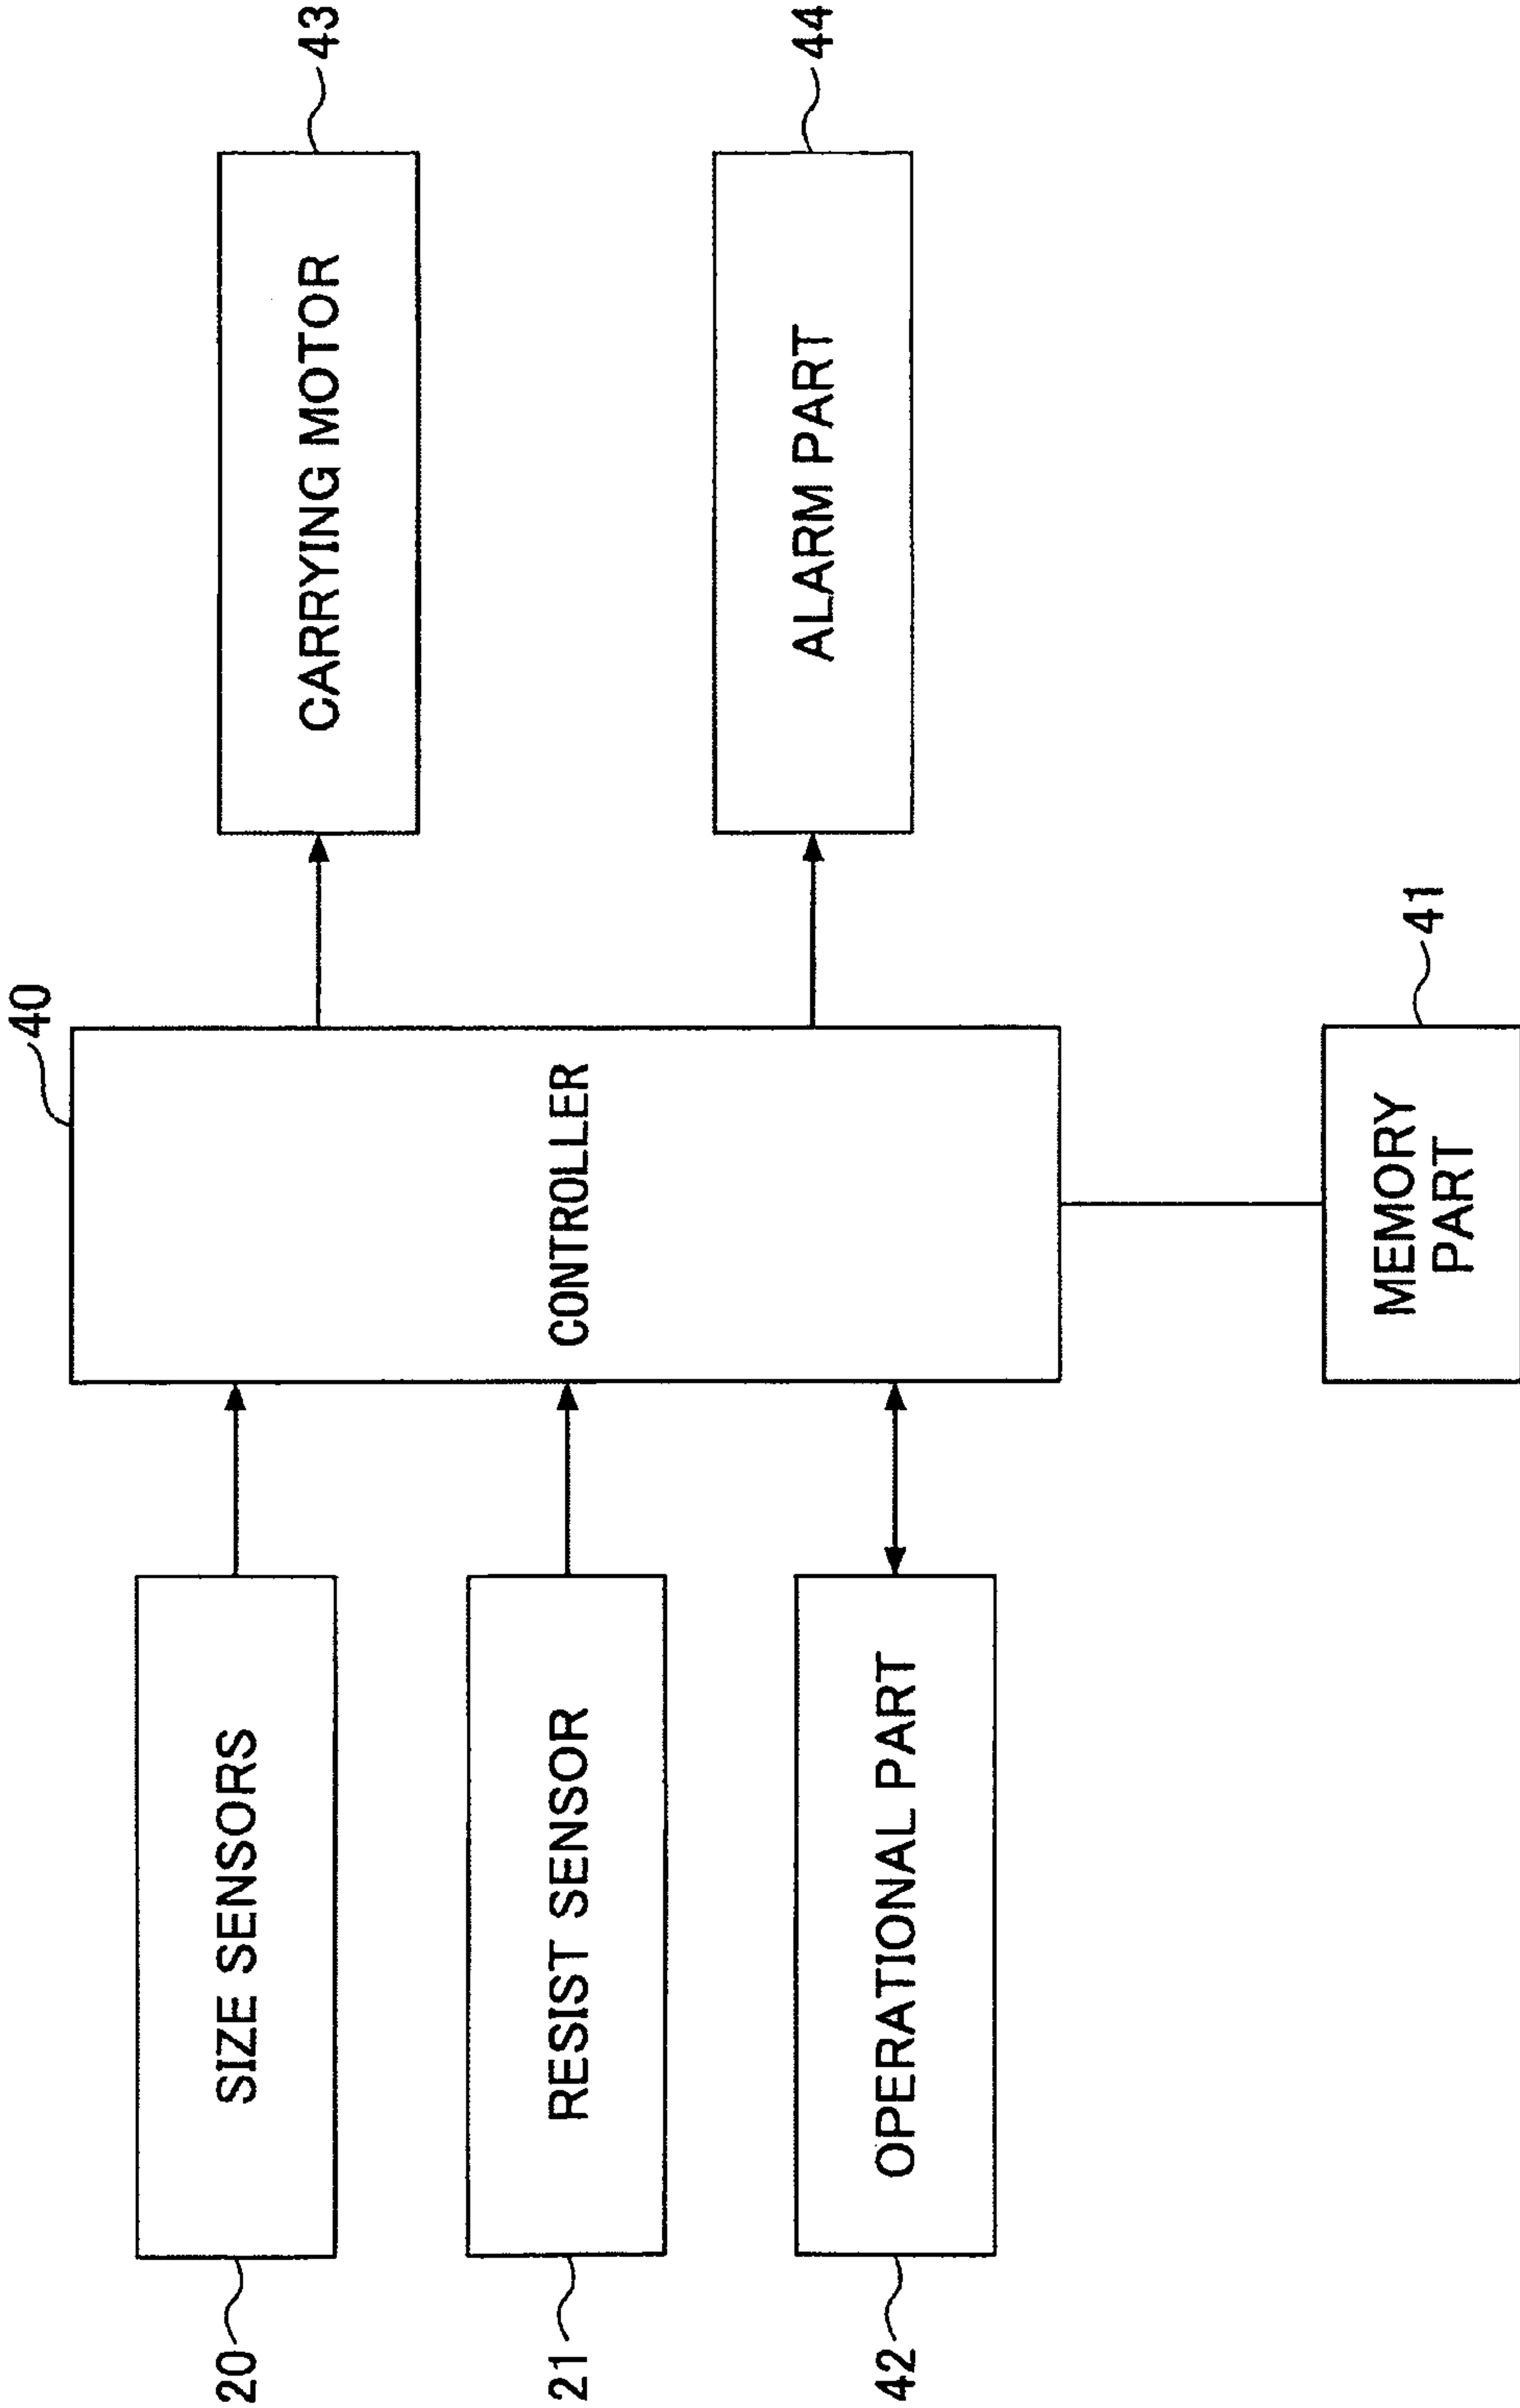 40
20
SIZE SENSORS
CARRYING MOTOR
43
21
RESIST SENSOR
CONTROLLER
42
OPERATIONAL PART
ALARM PART
44
MEMORY
PART
41